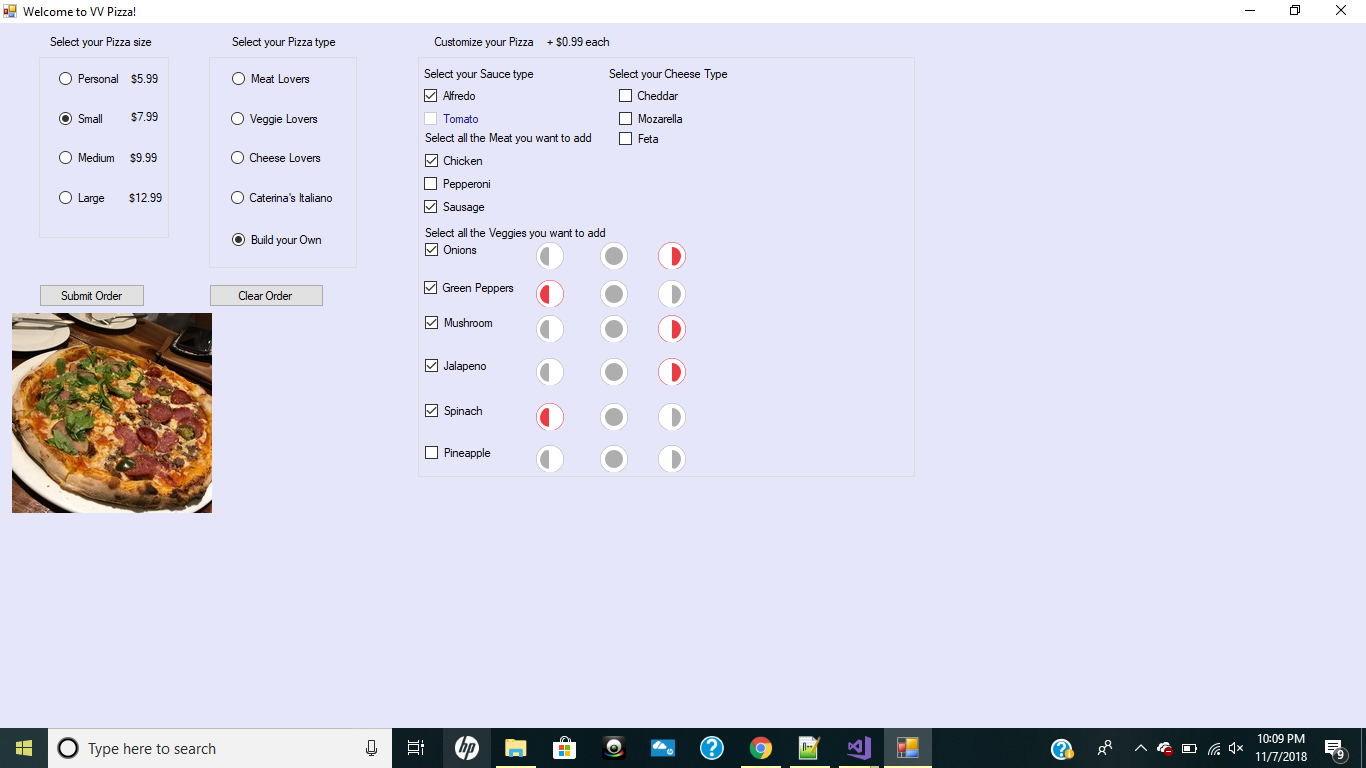 Welcome to VV Pizza!
Select your Pizza size
Personal $5.99
Small $7.99
Medium $9.99
Large $12.99
Select your Pizza type
Meat Lovers
Veggie Lovers
Cheese Lovers
Caterina's Italiano
Build your Own
Submit Order
Clear Order
Customize your Pizza + $0.99 each
Select your Sauce type
Alfredo
Tomato
Select your Cheese Type
Cheddar
Mozarella
Feta
Select all the Meat you want to add
Chicken
Pepperoni
Sausage
Select all the Veggies you want to add
Onions
Green Peppers
Mushroom
Jalapeno
Spinach
Pineapple
Type here to search
hp
10:09 PM
11/7/2018
9